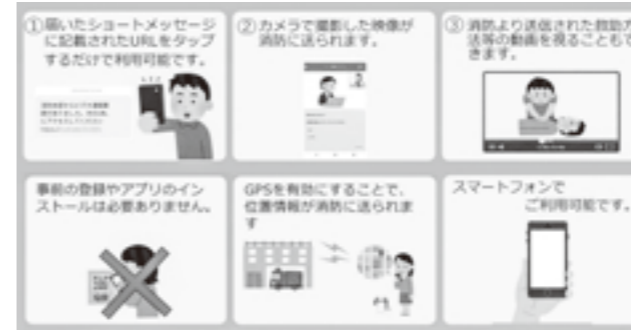 ①届いたショートメッセージ
に記載されたURLをタップ
するだけで利用可能です。
②カメラで撮影した映像が
消防に送られます。
③消防より送信された救助方
法等の動画を視ることもで
きます。
事前の登録やアプリのイン
ストールは必要ありません。
GPSを有効にすることで、
位置情報が消防に送られま
す
スマートフォンで
ご利用可能です。